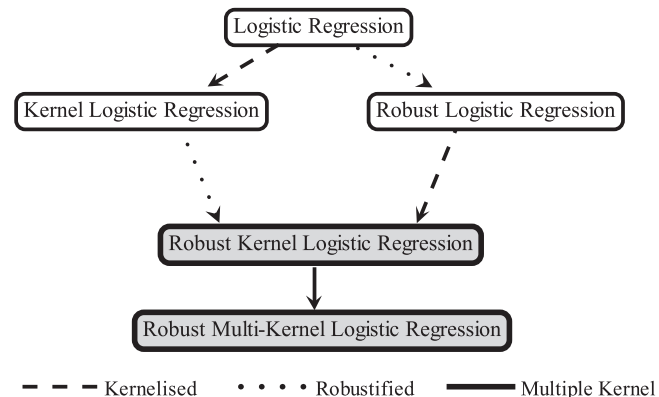 Logistic Regression
Kernel Logistic Regression
Robust Logistic Regression
Robust Kernel Logistic Regression
Robust Multi-Kernel Logistic Regression
Kernelised
Robustified
Multiple Kernel